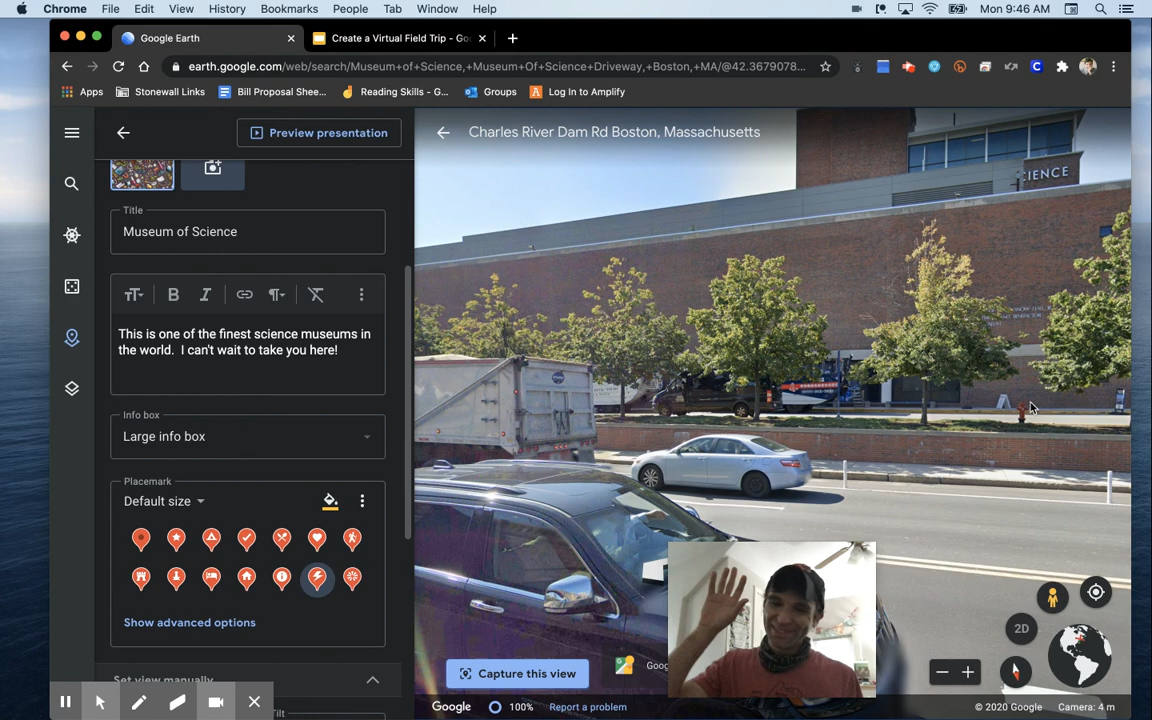 Chrome File Edit View History Bookmarks People Tab Window Help Mon 9:46 AM
Google Earth Create a Virtual Field Trip - Go
earth.google.com/web/search/Museum+of+Science,+Museum+Of+Science+Driveway,+Boston,+MA/@42.3679078...
Apps Stonewall Links Bill Proposal Shee... Reading Skills - G... Groups Log In to Amplify
Preview presentation
Charles River Dam Rd Boston, Massachusetts
CIENCE
Title
Museum of Science
This is one of the finest science museums in
the world. I can't wait to take you here!
Info box
Large info box
Placemark
Default size
Show advanced options
Set view manually
Tilt
2D
Capture this view
Goog
Google 100% Report a problem © 2020 Google Camera: 4 m